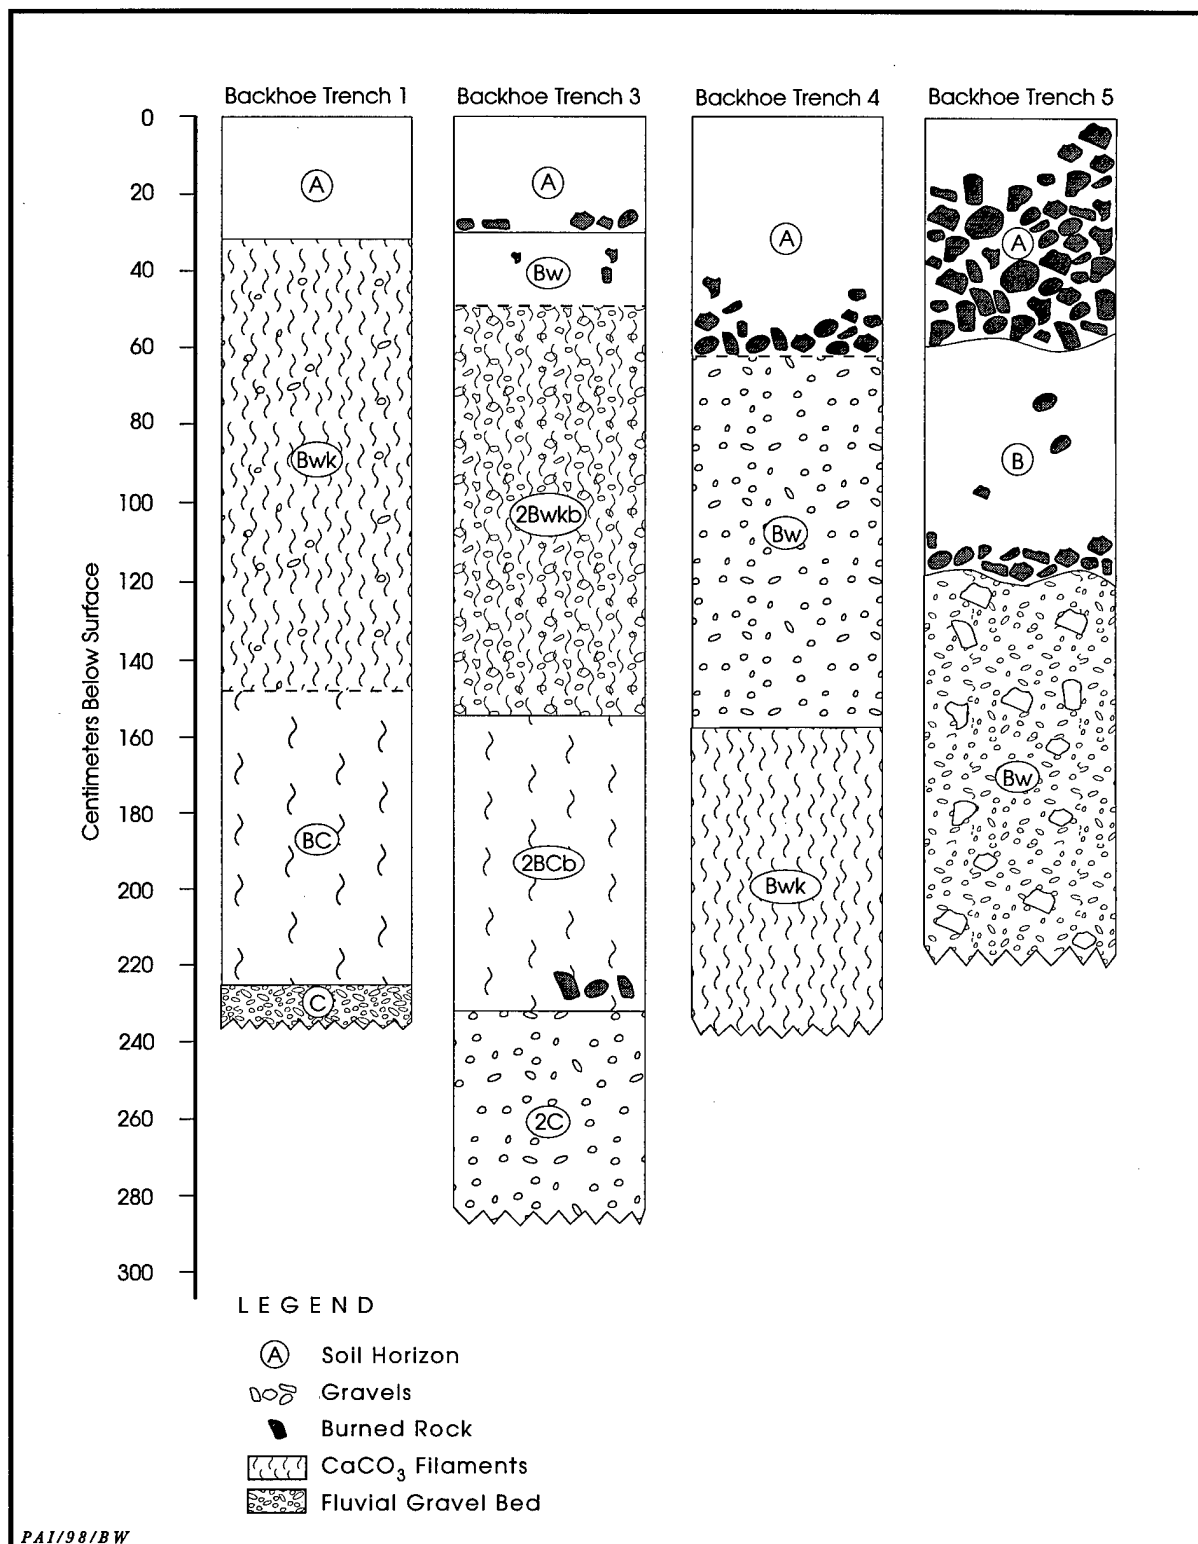 Backhoe Trench 1
Backhoe Trench 3
Backhoe Trench 4
Backhoe Trench 5
Centimeters Below Surface
0
20
40
60
80
100
120
140
160
180
200
220
240
260
280
300
A
Bwk
BC
C
A
Bw
2Bwkb
2BCb
2C
A
Bw
Bwk
A
B
Bw
LEGEND
A Soil Horizon
Gravels
Burned Rock
CaCO₃ Filaments
Fluvial Gravel Bed
PAI/98/BW